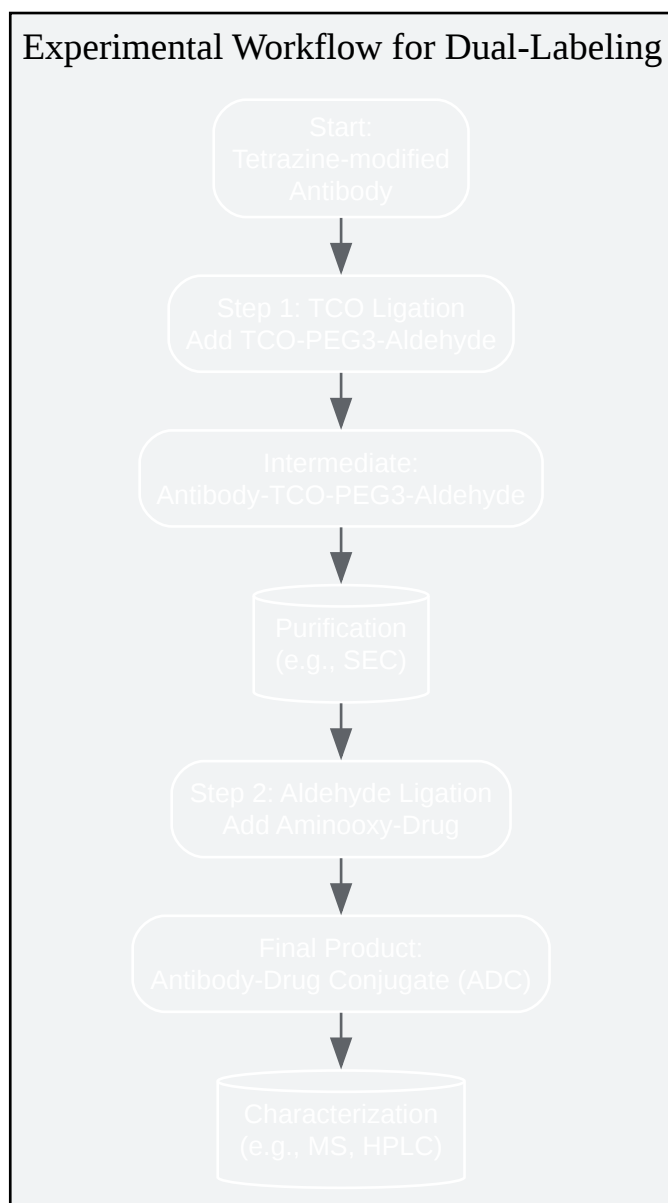 Experimental Workflow for Dual-Labeling
Start:
Tetrazine-modified
Antibody
Step 1: TCO Ligation
Add TCO-PEG3-Aldehyde
Intermediate:
Antibody-TCO-PEG3-Aldehyde
Purification
(e.g., SEC)
Step 2: Aldehyde Ligation
Add Aminooxy-Drug
Final Product:
Antibody-Drug Conjugate (ADC)
Characterization
(e.g., MS, HPLC)